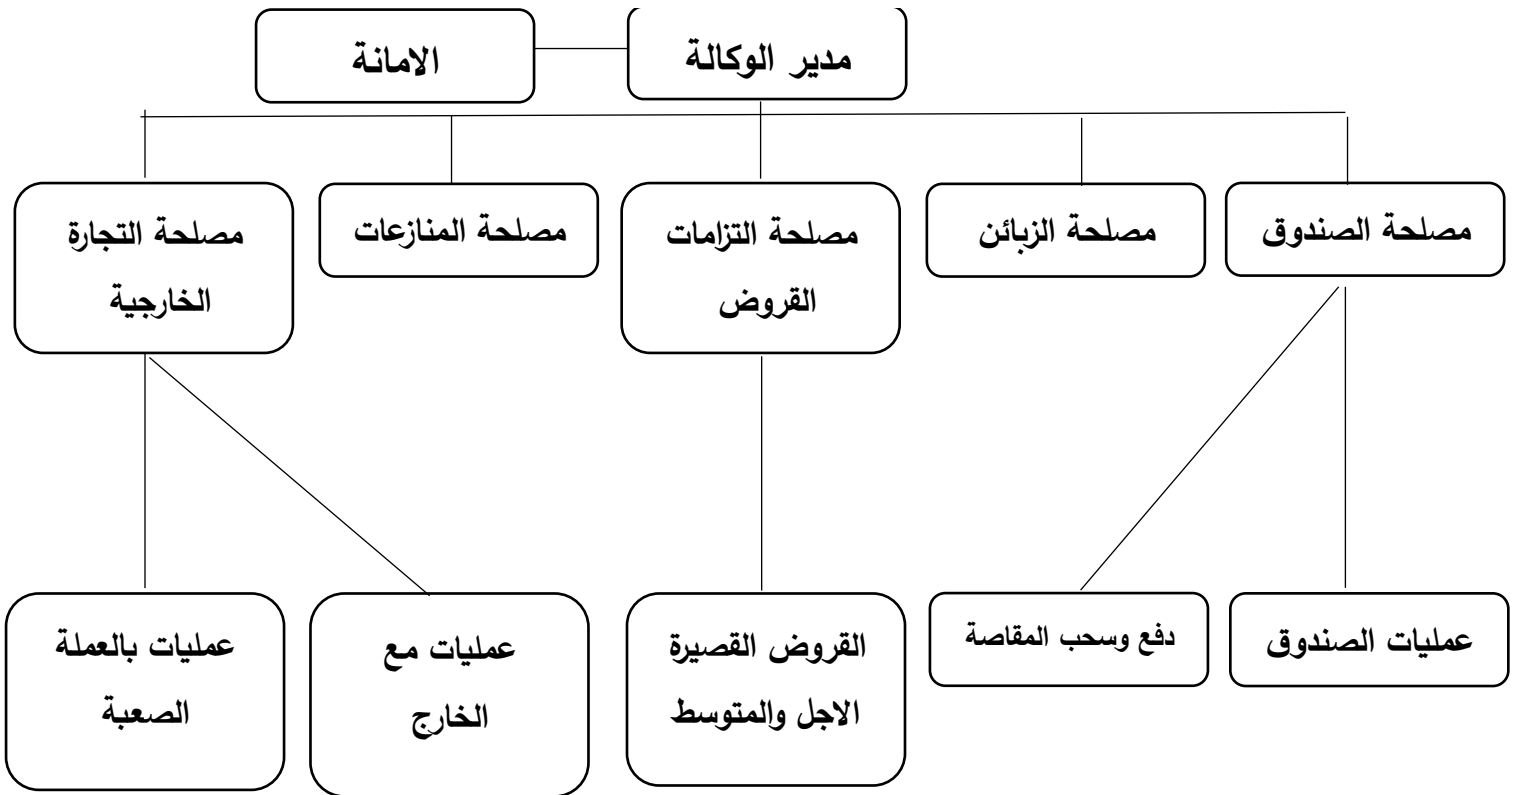 مدير الوكالة
الامانة
مصلحة الصندوق
مصلحة الزبائن
مصلحة التزامات
القروض
مصلحة المنازعات
مصلحة التجارة
الخارجية
عمليات الصندوق
دفع وسحب المقاصة
القروض القصيرة
الاجل والمتوسط
عمليات مع
الخارج
عمليات بالعملة
الصعبة